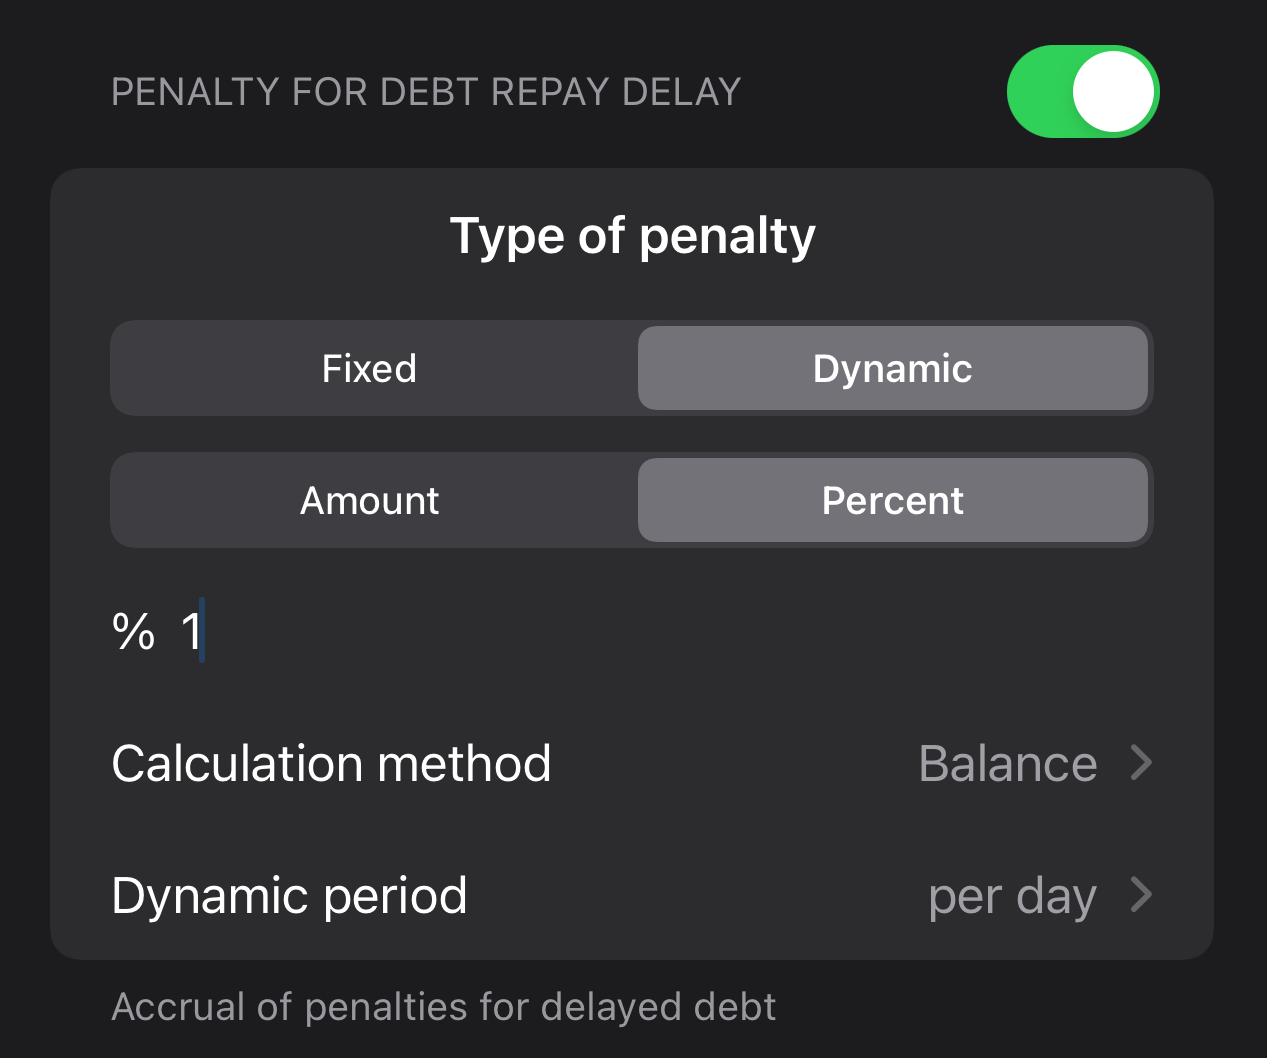 PENALTY FOR DEBT REPAY DELAY
Type of penalty
Fixed Dynamic
Amount Percent
% 1
Calculation method Balance
Dynamic period per day
Accrual of penalties for delayed debt